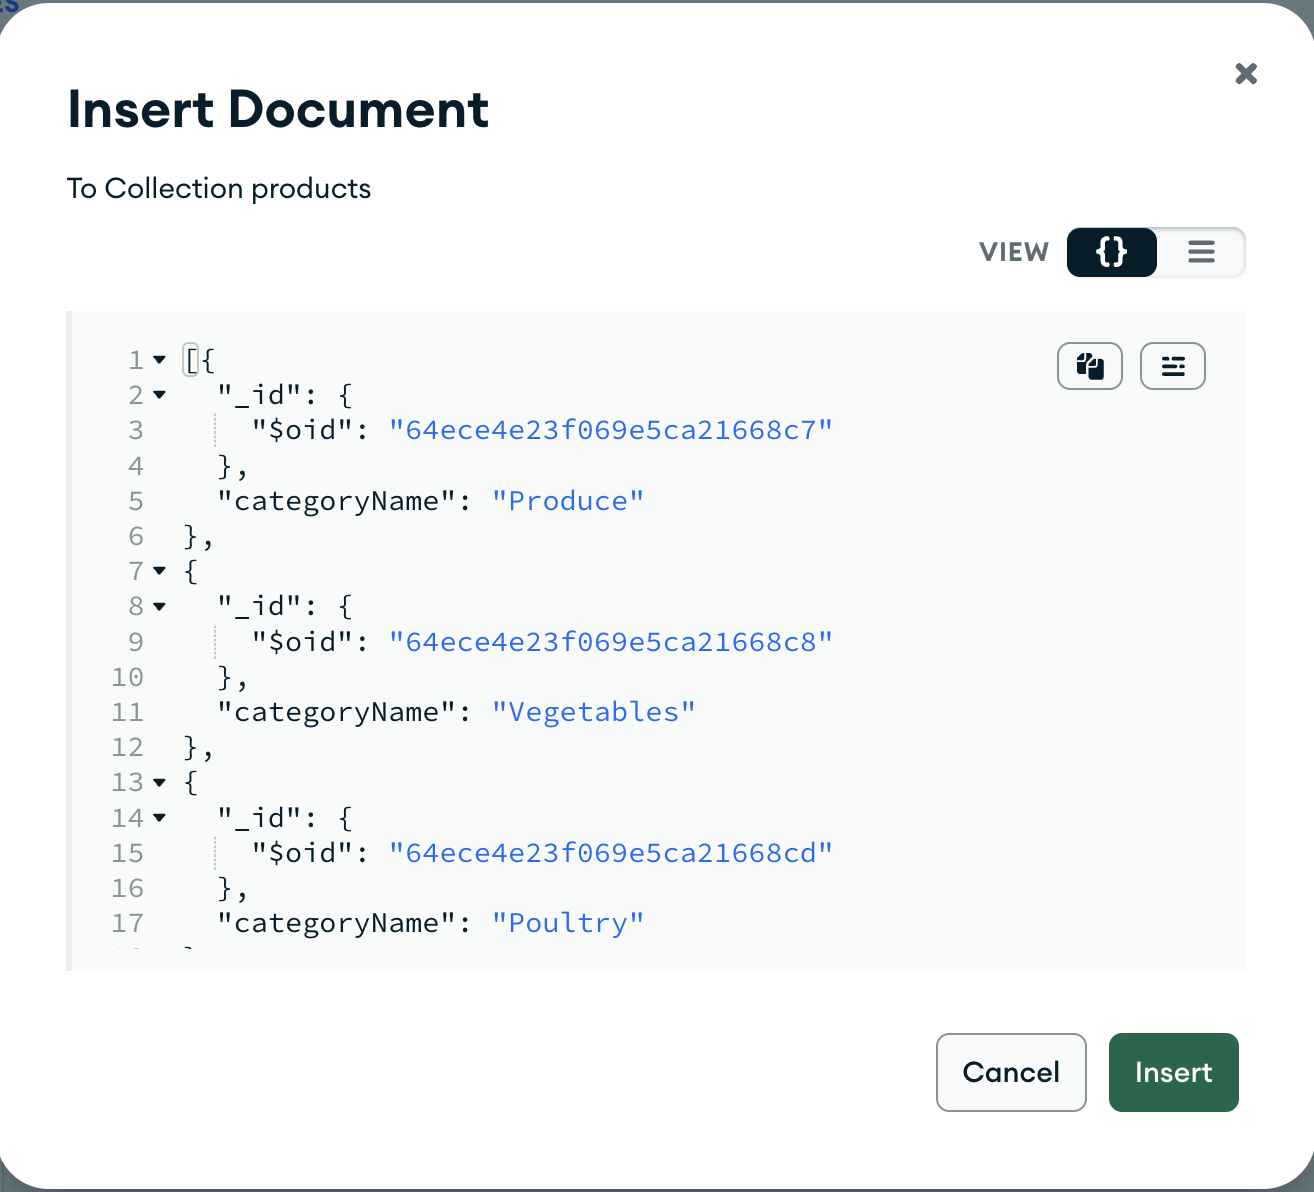 Insert Document
To Collection products
VIEW {}
1 [{
2 "_id": {
3 "$oid": "64ece4e23f069e5ca21668c7"
4 },
5 "categoryName": "Produce"
6 },
7 {
8 "_id": {
9 "$oid": "64ece4e23f069e5ca21668c8"
10 },
11 "categoryName": "Vegetables"
12 },
13 {
14 "_id": {
15 "$oid": "64ece4e23f069e5ca21668cd"
16 },
17 "categoryName": "Poultry"
Cancel Insert